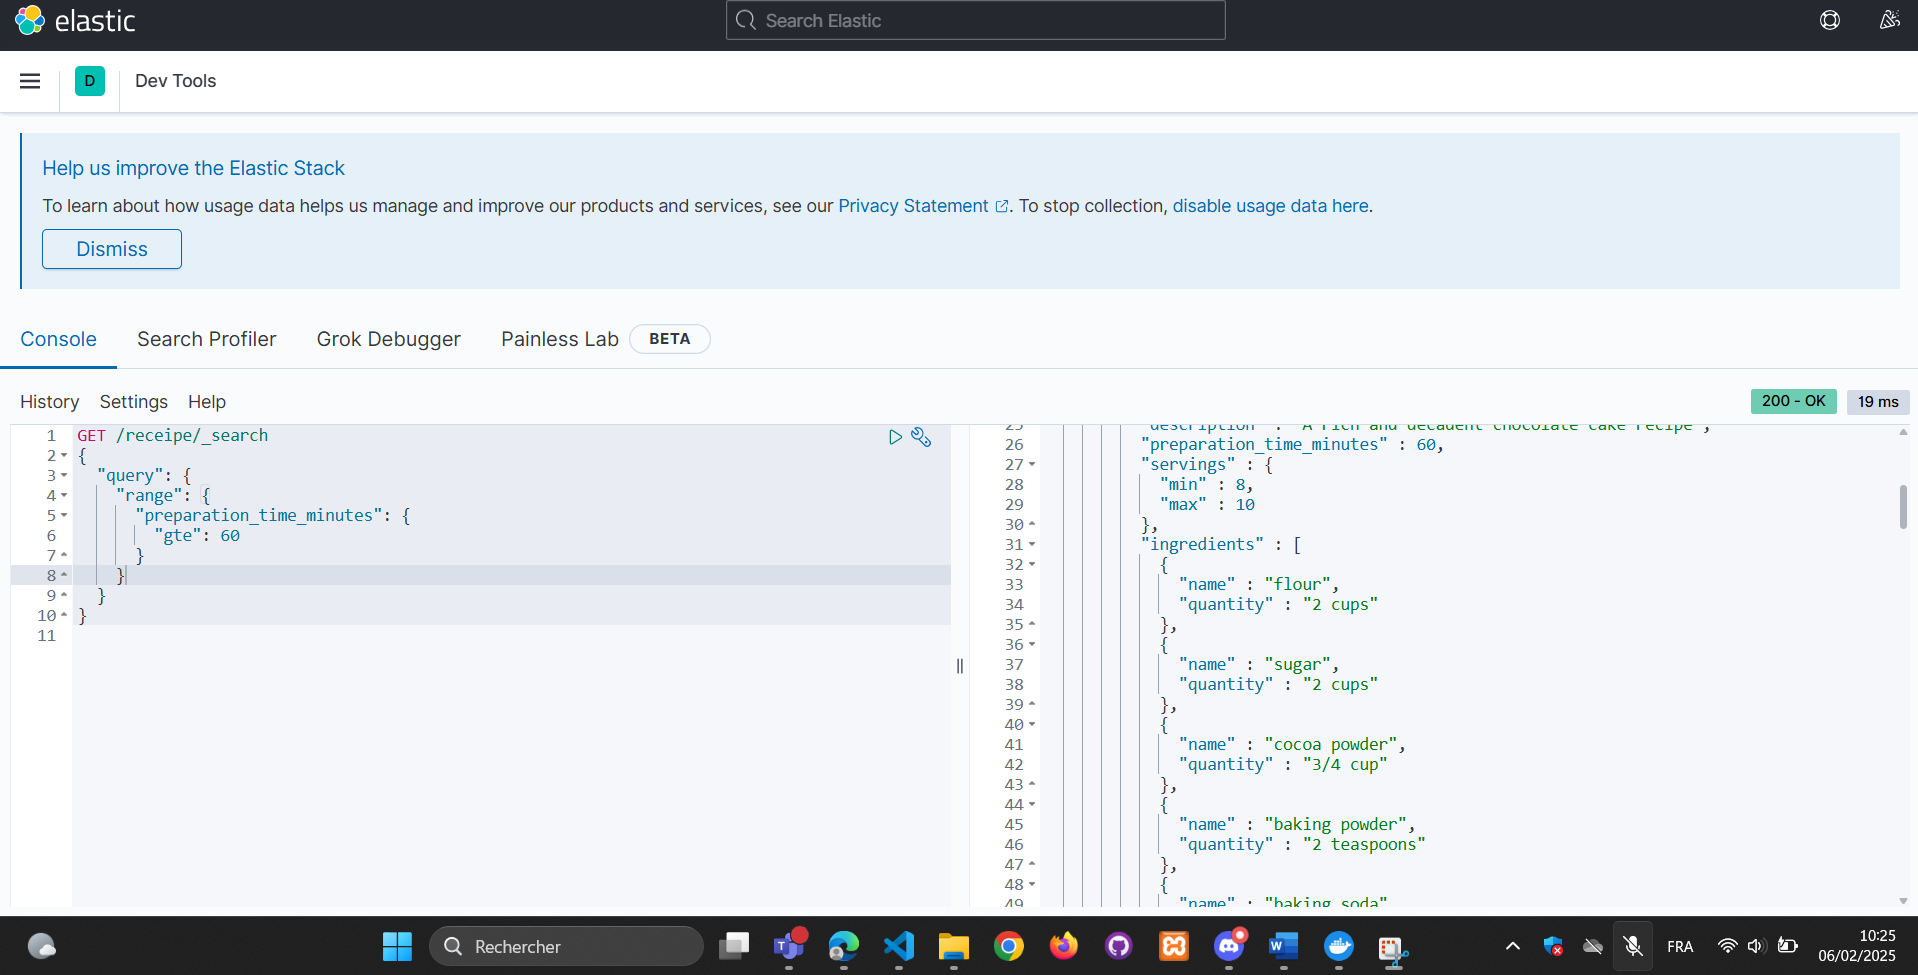 elastic
Search Elastic
D
Dev Tools
Help us improve the Elastic Stack
To learn about how usage data helps us manage and improve our products and services, see our Privacy Statement. To stop collection, disable usage data here.
Dismiss
Console Search Profiler Grok Debugger Painless Lab BETA
History Settings Help
200 - OK 19 ms
1 GET /receipe/_search
2 {
3 "query": {
4 "range": {
5 "preparation_time_minutes": {
6 "gte": 60
7 }
8 }
9 }
10 }
11
25 "description" : "A rich and decadent chocolate cake recipe",
26 "preparation_time_minutes" : 60,
27 "servings" : {
28 "min" : 8,
29 "max" : 10
30 },
31 "ingredients" : [
32 {
33 "name" : "flour",
34 "quantity" : "2 cups"
35 },
36 {
37 "name" : "sugar",
38 "quantity" : "2 cups"
39 },
40 {
41 "name" : "cocoa powder",
42 "quantity" : "3/4 cup"
43 },
44 {
45 "name" : "baking powder",
46 "quantity" : "2 teaspoons"
47 },
48 {
49 "name" : "baking soda"
Rechercher
FRA
10:25
06/02/2025